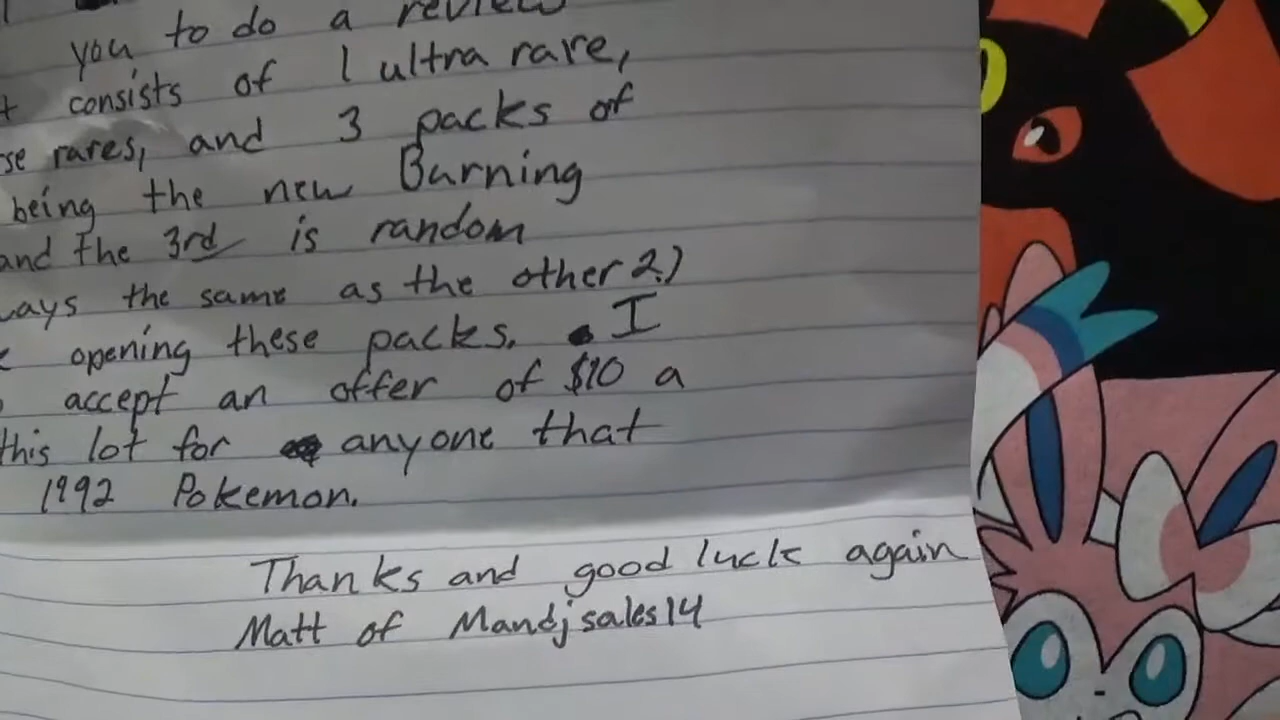 you to do a review
consists of 1 ultra rare,
rares, and 3 packs of
being the new Burning
and the 3rd is random
the same as the other 2.)
opening these packs. I
accept an offer of $10 a
this lot for anyone that
1992 Pokemon.
Thanks and good luck again
Matt of Mandjsales14